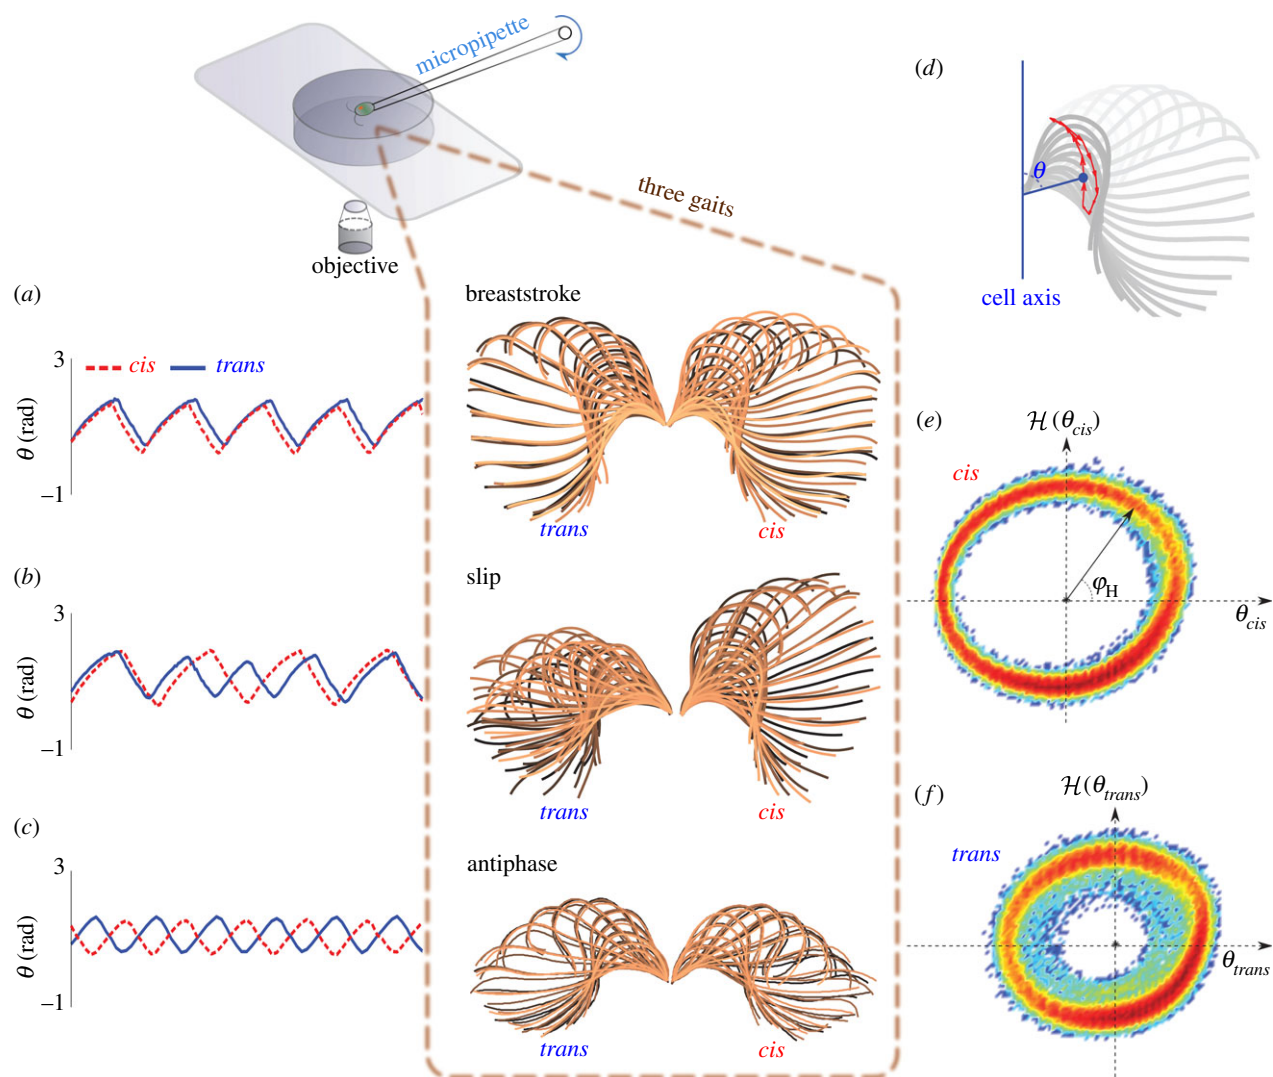 micropipette
objective
three gaits
(a)
3
cis
trans
θ (rad)
−1
breaststroke
trans
cis
(b)
3
θ (rad)
−1
slip
trans
cis
(c)
3
θ (rad)
−1
antiphase
trans
cis
(d)
θ
cell axis
(e)
ℋ(θcis)
cis
φH
θcis
(f)
ℋ(θtrans)
trans
θtrans